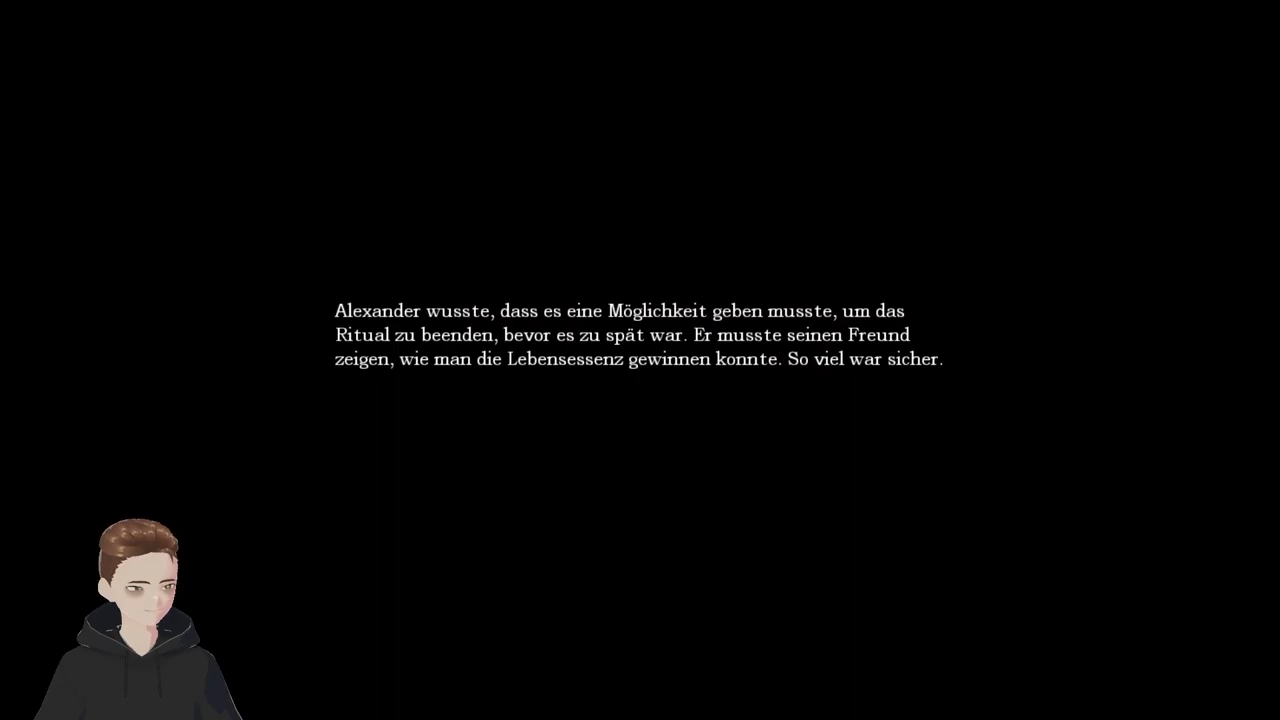 Alexander wusste, dass es eine Möglichkeit geben musste, um das
Ritual zu beenden, bevor es zu spät war. Er musste seinen Freund
zeigen, wie man die Lebensessenz gewinnen konnte. So viel war sicher.